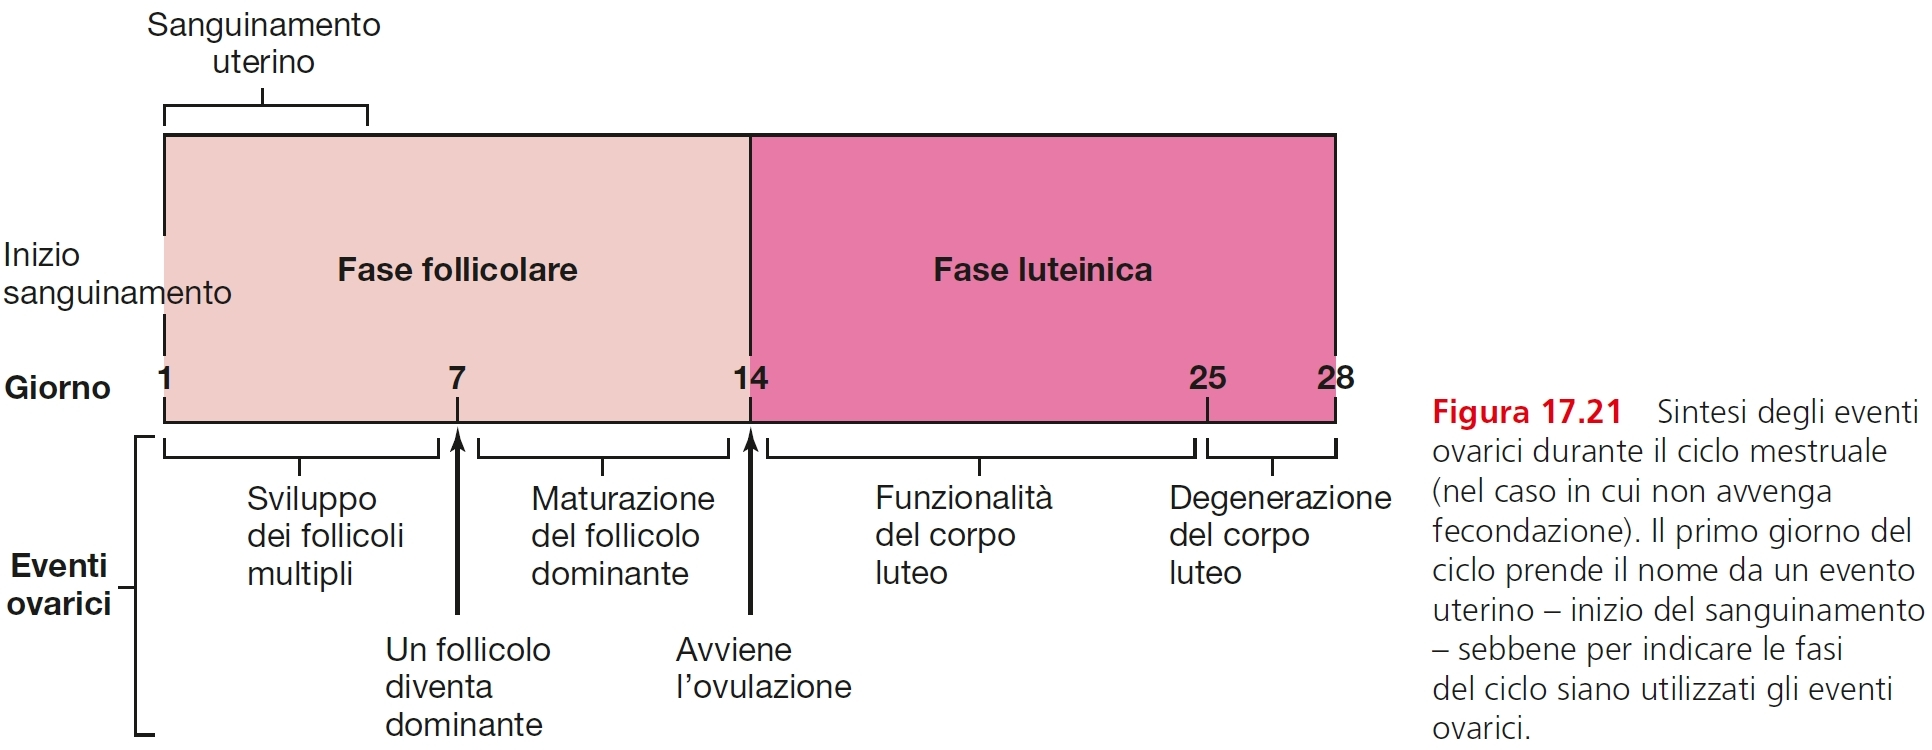 Sanguinamento
uterino
Inizio
sanguinamento
Fase follicolare
Fase luteinica
Giorno
1
7
14
25
28
Eventi
ovarici
Sviluppo
dei follicoli
multipli
Maturazione
del follicolo
dominante
Funzionalità
del corpo
luteo
Degenerazione
del corpo
luteo
Un follicolo
diventa
dominante
Avviene
l’ovulazione
Figura 17.21 Sintesi degli eventi
ovarici durante il ciclo mestruale
(nel caso in cui non avvenga
fecondazione). Il primo giorno del
ciclo prende il nome da un evento
uterino – inizio del sanguinamento
– sebbene per indicare le fasi
del ciclo siano utilizzati gli eventi
ovarici.